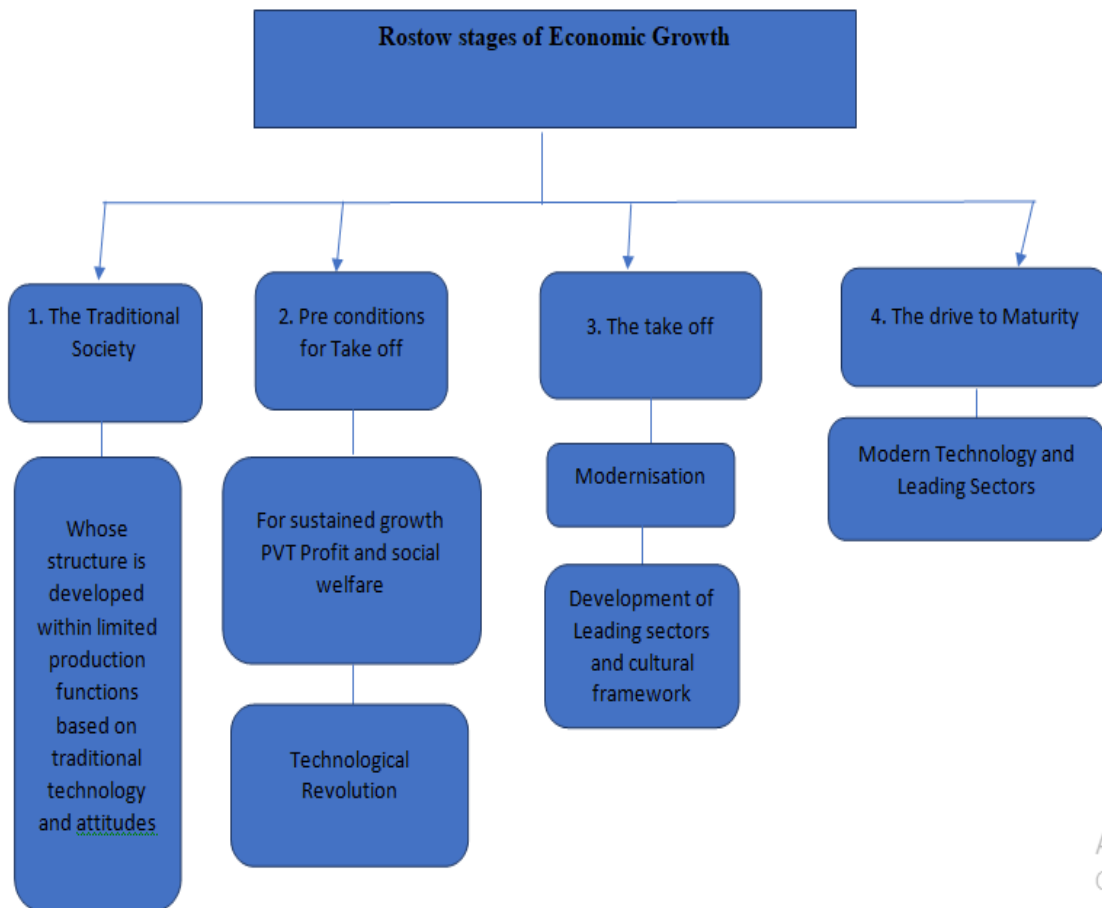 Rostow stages of Economic Growth
1. The Traditional
Society
2. Pre conditions
for Take off
3. The take off
4. The drive to Maturity
Whose
structure is
developed
within limited
production
functions
based on
traditional
technology
and attitudes
For sustained growth
PVT Profit and social
welfare
Technological
Revolution
Modernisation
Development of
Leading sectors
and cultural
framework
Modern Technology and
Leading Sectors